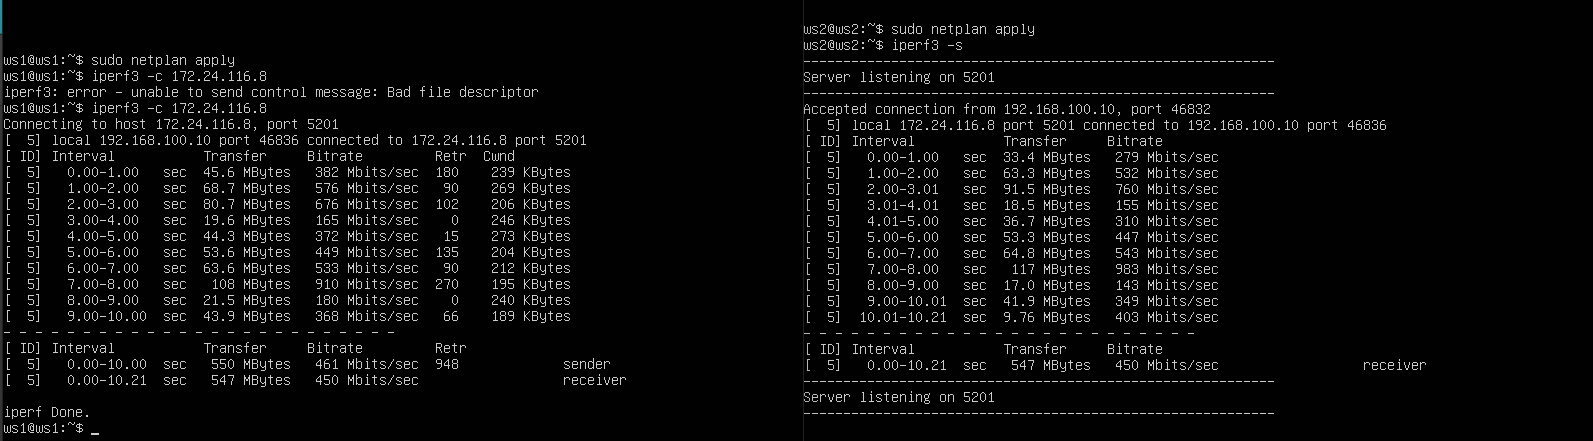 ws1@ws1:~$ sudo netplan apply
ws1@ws1:~$ iperf3 -c 172.24.116.8
iperf3: error - unable to send control message: Bad file descriptor
ws1@ws1:~$ iperf3 -c 172.24.116.8
Connecting to host 172.24.116.8, port 5201
[  5] local 192.168.100.10 port 46836 connected to 172.24.116.8 port 5201
[ ID] Interval           Transfer     Bitrate         Retr  Cwnd
[  5]   0.00-1.00   sec  45.6 MBytes   382 Mbits/sec  180    239 KBytes
[  5]   1.00-2.00   sec  68.7 MBytes   576 Mbits/sec   90    269 KBytes
[  5]   2.00-3.00   sec  80.7 MBytes   676 Mbits/sec  102    206 KBytes
[  5]   3.00-4.00   sec  19.6 MBytes   165 Mbits/sec    0    246 KBytes
[  5]   4.00-5.00   sec  44.3 MBytes   372 Mbits/sec   15    273 KBytes
[  5]   5.00-6.00   sec  53.6 MBytes   449 Mbits/sec  135    204 KBytes
[  5]   6.00-7.00   sec  63.6 MBytes   533 Mbits/sec   90    212 KBytes
[  5]   7.00-8.00   sec   108 MBytes   910 Mbits/sec  270    195 KBytes
[  5]   8.00-9.00   sec  21.5 MBytes   180 Mbits/sec    0    240 KBytes
[  5]   9.00-10.00  sec  43.9 MBytes   368 Mbits/sec   66    189 KBytes
- - - - - - - - - - - - - - - - - - - - - - - - -
[ ID] Interval           Transfer     Bitrate         Retr
[  5]   0.00-10.00  sec   550 MBytes   461 Mbits/sec  948             sender
[  5]   0.00-10.21  sec   547 MBytes   450 Mbits/sec                  receiver
iperf Done.
ws1@ws1:~$ _
ws2@ws2:~$ sudo netplan apply
ws2@ws2:~$ iperf3 -s
-----------------------------------------------------------
Server listening on 5201
-----------------------------------------------------------
Accepted connection from 192.168.100.10, port 46832
[  5] local 172.24.116.8 port 5201 connected to 192.168.100.10 port 46836
[ ID] Interval           Transfer     Bitrate
[  5]   0.00-1.00   sec  33.4 MBytes   279 Mbits/sec
[  5]   1.00-2.00   sec  63.3 MBytes   532 Mbits/sec
[  5]   2.00-3.01   sec  91.5 MBytes   760 Mbits/sec
[  5]   3.01-4.01   sec  18.5 MBytes   155 Mbits/sec
[  5]   4.01-5.00   sec  36.7 MBytes   310 Mbits/sec
[  5]   5.00-6.00   sec  53.3 MBytes   447 Mbits/sec
[  5]   6.00-7.00   sec  64.8 MBytes   543 Mbits/sec
[  5]   7.00-8.00   sec   117 MBytes   983 Mbits/sec
[  5]   8.00-9.00   sec  17.0 MBytes   143 Mbits/sec
[  5]   9.00-10.01  sec  41.9 MBytes   349 Mbits/sec
[  5]  10.01-10.21  sec  9.76 MBytes   403 Mbits/sec
- - - - - - - - - - - - - - - - - - - - - - - - -
[ ID] Interval           Transfer     Bitrate
[  5]   0.00-10.21  sec   547 MBytes   450 Mbits/sec                  receiver
-----------------------------------------------------------
Server listening on 5201
-----------------------------------------------------------